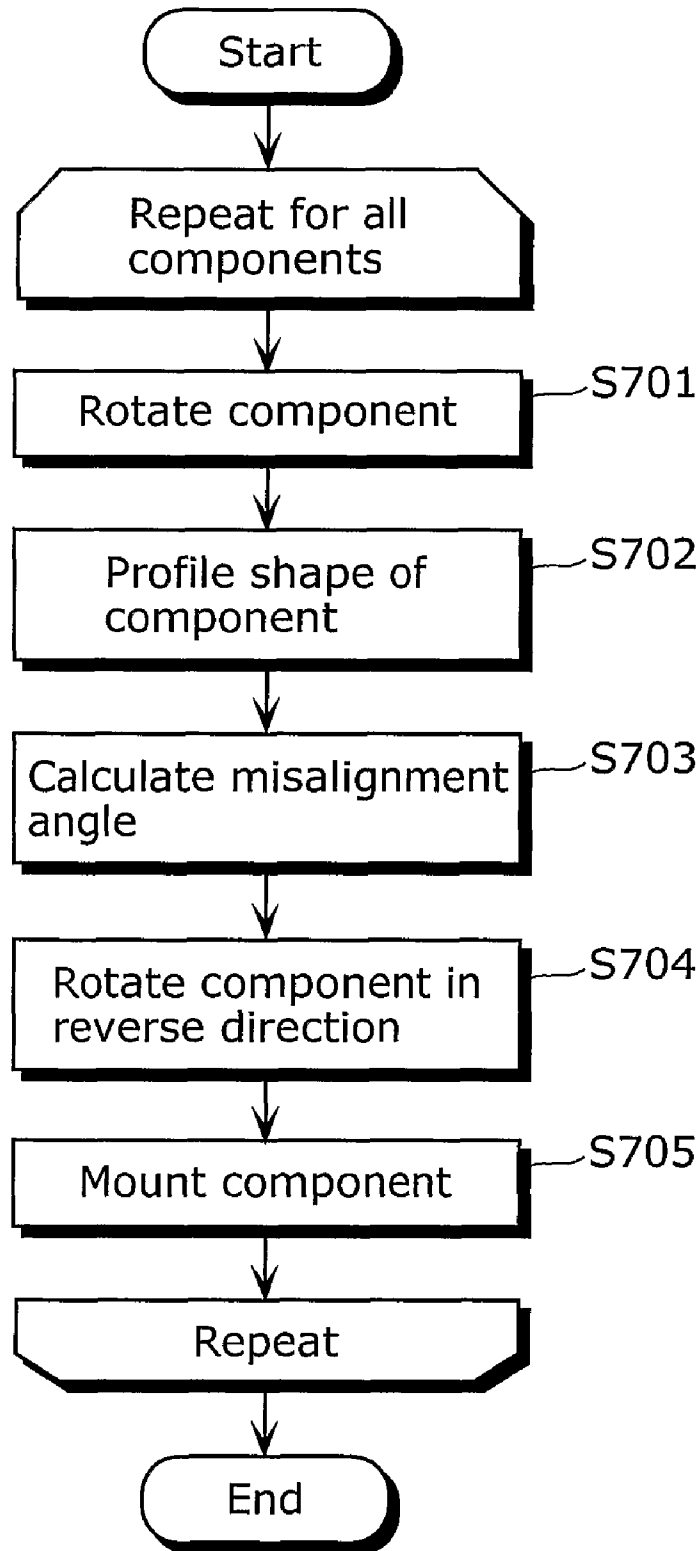 Start
Repeat for all
components
Rotate component
S701
Profile shape of
component
S702
Calculate misalignment
angle
S703
Rotate component in
reverse direction
S704
Mount component
S705
Repeat
End